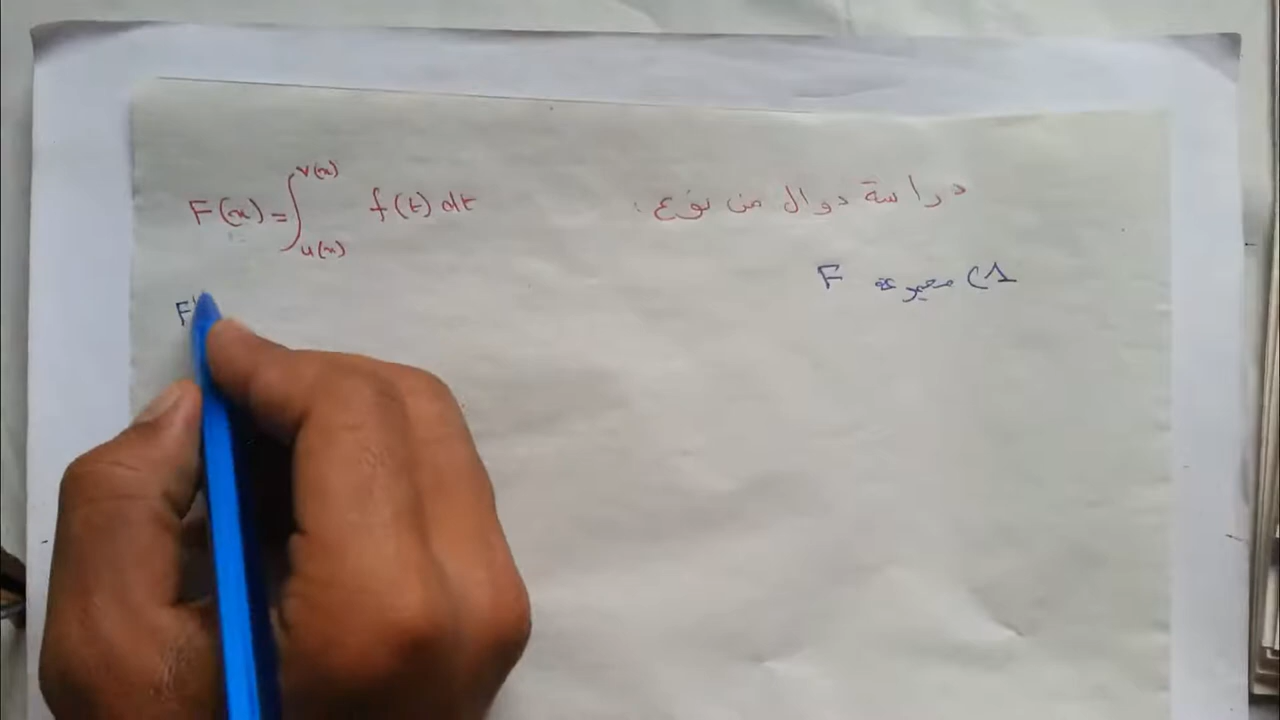 دراسة دوال من نوع : F(x) = ∫_{u(x)}^{v(x)} f(t) dt
1) معرفة F
F'